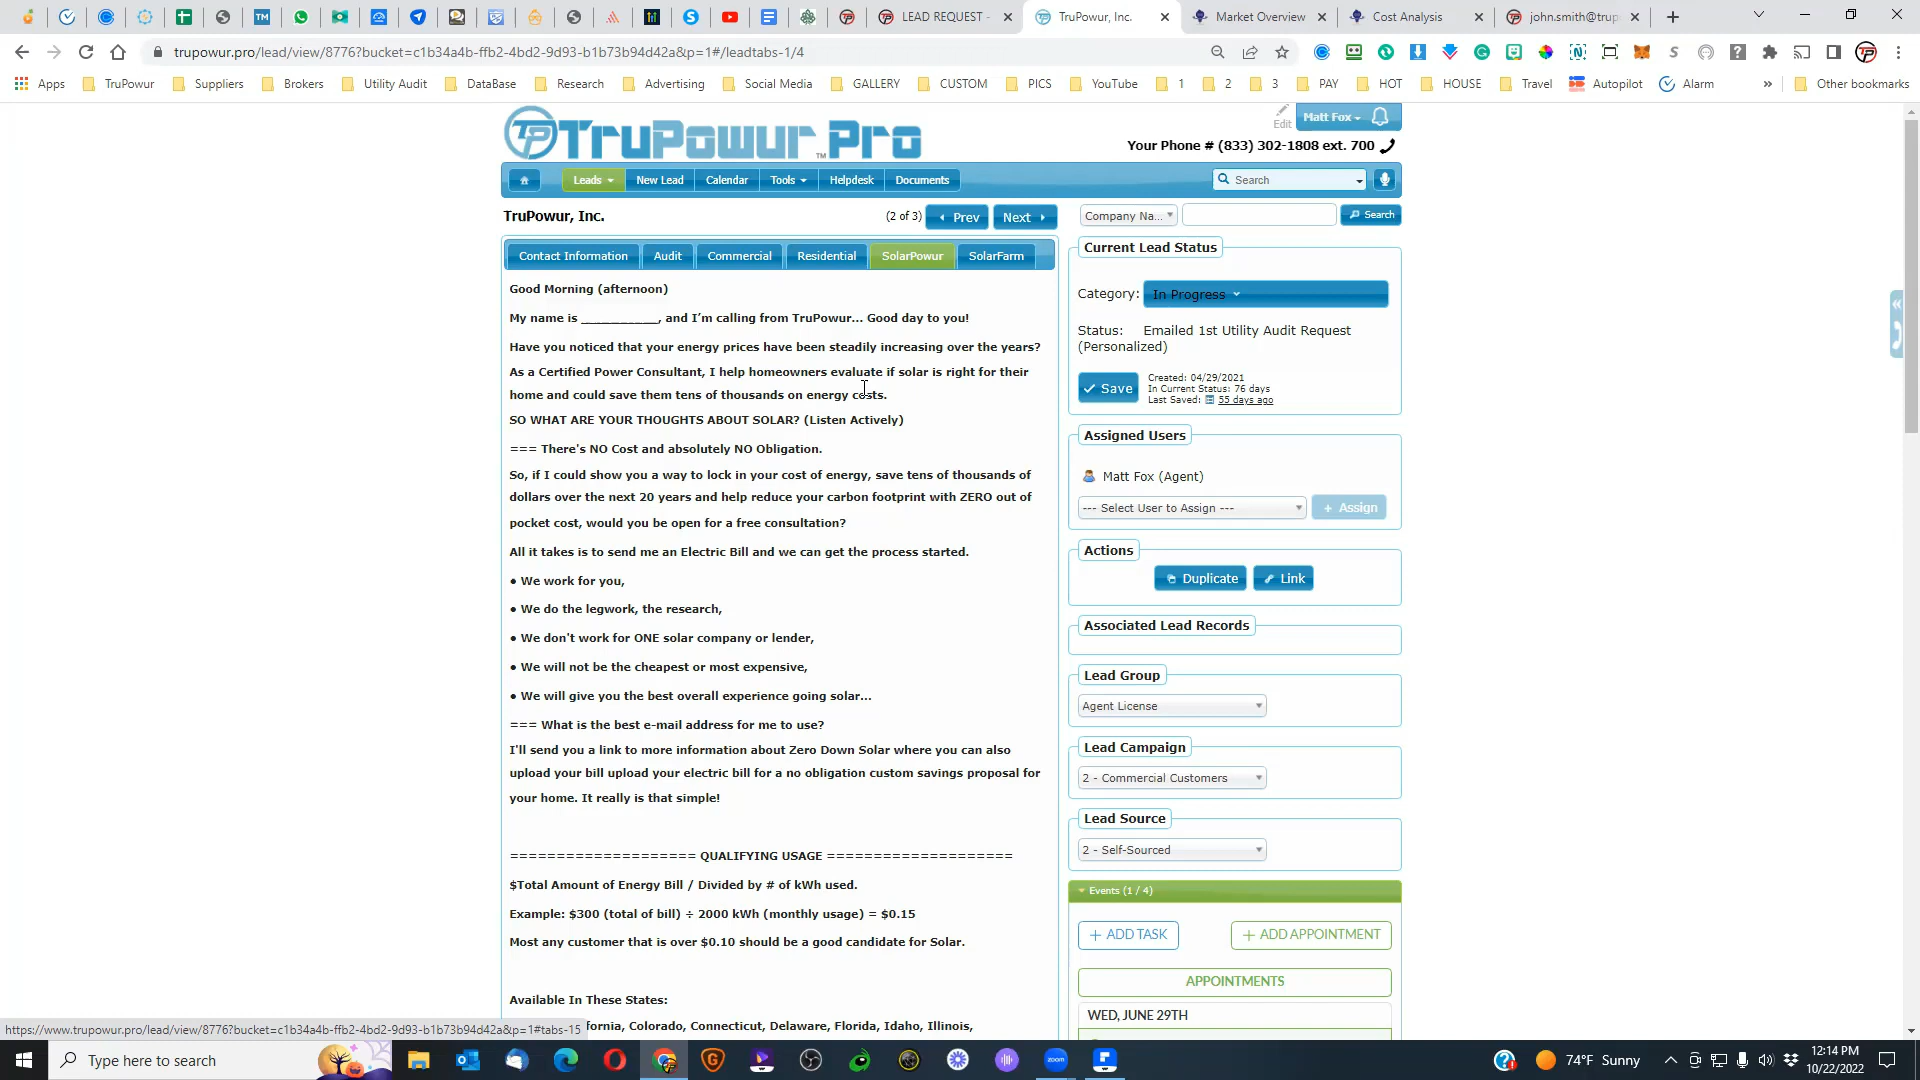 LEAD REQUEST -
TruPowur, Inc.
Market Overview
Cost Analysis
john.smith@trup
trupowur.pro/lead/view/8776?bucket=c1b34a4b-ffb2-4bd2-9d93-b1b73b94d42a&p=1#/leadtabs-1/4
Apps TruPowur Suppliers Brokers Utility Audit DataBase Research Advertising Social Media GALLERY CUSTOM PICS YouTube 1 2 3 PAY HOT HOUSE Travel Autopilot Alarm » Other bookmarks
TruPowur Pro
TM
Edit
Matt Fox
Your Phone # (833) 302-1808 ext. 700
Leads New Lead Calendar Tools Helpdesk Documents
Search
TruPowur, Inc.
(2 of 3) Prev Next
Company Na... Search
Contact Information Audit Commercial Residential SolarPowur SolarFarm
Good Morning (afternoon)
My name is ___________, and I'm calling from TruPowur... Good day to you!
Have you noticed that your energy prices have been steadily increasing over the years?
As a Certified Power Consultant, I help homeowners evaluate if solar is right for their
home and could save them tens of thousands on energy costs.
SO WHAT ARE YOUR THOUGHTS ABOUT SOLAR? (Listen Actively)
=== There's NO Cost and absolutely NO Obligation.
So, if I could show you a way to lock in your cost of energy, save tens of thousands of
dollars over the next 20 years and help reduce your carbon footprint with ZERO out of
pocket cost, would you be open for a free consultation?
All it takes is to send me an Electric Bill and we can get the process started.
• We work for you,
• We do the legwork, the research,
• We don't work for ONE solar company or lender,
• We will not be the cheapest or most expensive,
• We will give you the best overall experience going solar...
=== What is the best e-mail address for me to use?
I'll send you a link to more information about Zero Down Solar where you can also
upload your bill upload your electric bill for a no obligation custom savings proposal for
your home. It really is that simple!
==================== QUALIFYING USAGE ====================
$Total Amount of Energy Bill / Divided by # of kWh used.
Example: $300 (total of bill) ÷ 2000 kWh (monthly usage) = $0.15
Most any customer that is over $0.10 should be a good candidate for Solar.
Available In These States:
fornia, Colorado, Connecticut, Delaware, Florida, Idaho, Illinois,
Current Lead Status
Category: In Progress
Status: Emailed 1st Utility Audit Request
(Personalized)
Save
Created: 04/29/2021
In Current Status: 76 days
Last Saved: 55 days ago
Assigned Users
Matt Fox (Agent)
--- Select User to Assign --- + Assign
Actions
Duplicate Link
Associated Lead Records
Lead Group
Agent License
Lead Campaign
2 - Commercial Customers
Lead Source
2 - Self-Sourced
Events (1 / 4)
+ ADD TASK + ADD APPOINTMENT
APPOINTMENTS
WED, JUNE 29TH
https://www.trupowur.pro/lead/view/8776?bucket=c1b34a4b-ffb2-4bd2-9d93-b1b73b94d42a&p=1#tabs-15
Type here to search
zoom
74°F Sunny
12:14 PM
10/22/2022